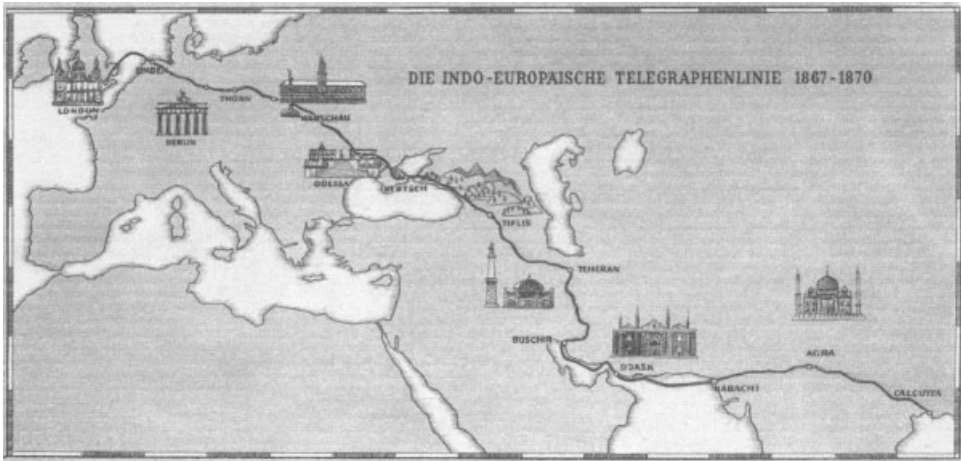 DIE INDO-EUROPÄISCHE TELEGRAPHENLINIE 1867-1870
LONDON
EMDEN
BERLIN
THORN
WARSCHAU
ODESSA
KERTSCH
TIFLIS
TEHERAN
BUSCHIR
DJASK
KARACHI
AGRA
CALCUTTA